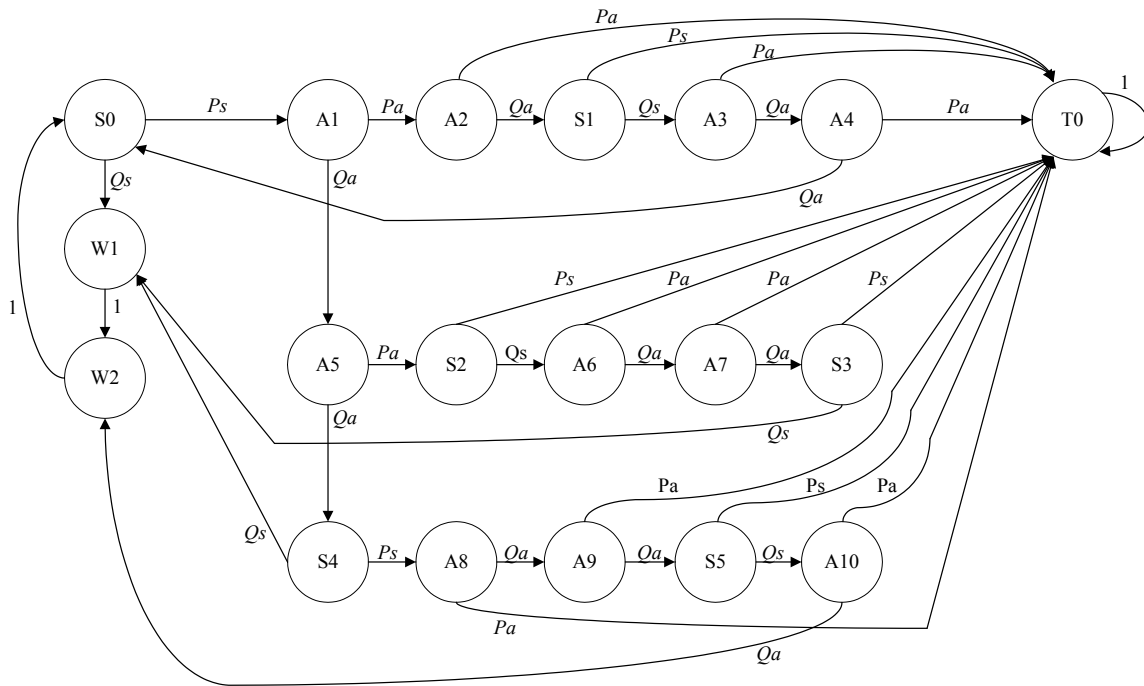 Pa
Ps
Pa
1
S0 Ps A1 Pa A2 Qa S1 Qs A3 Qa A4 Pa T0
Qs Qa Qa
W1
Ps Pa Pa Ps
1 1
W2 A5 Pa S2 Qs A6 Qa A7 Qa S3
Qa Qs
Pa Ps Pa
Qs S4 Ps A8 Qa A9 Qa S5 Qs A10
Pa
Qa